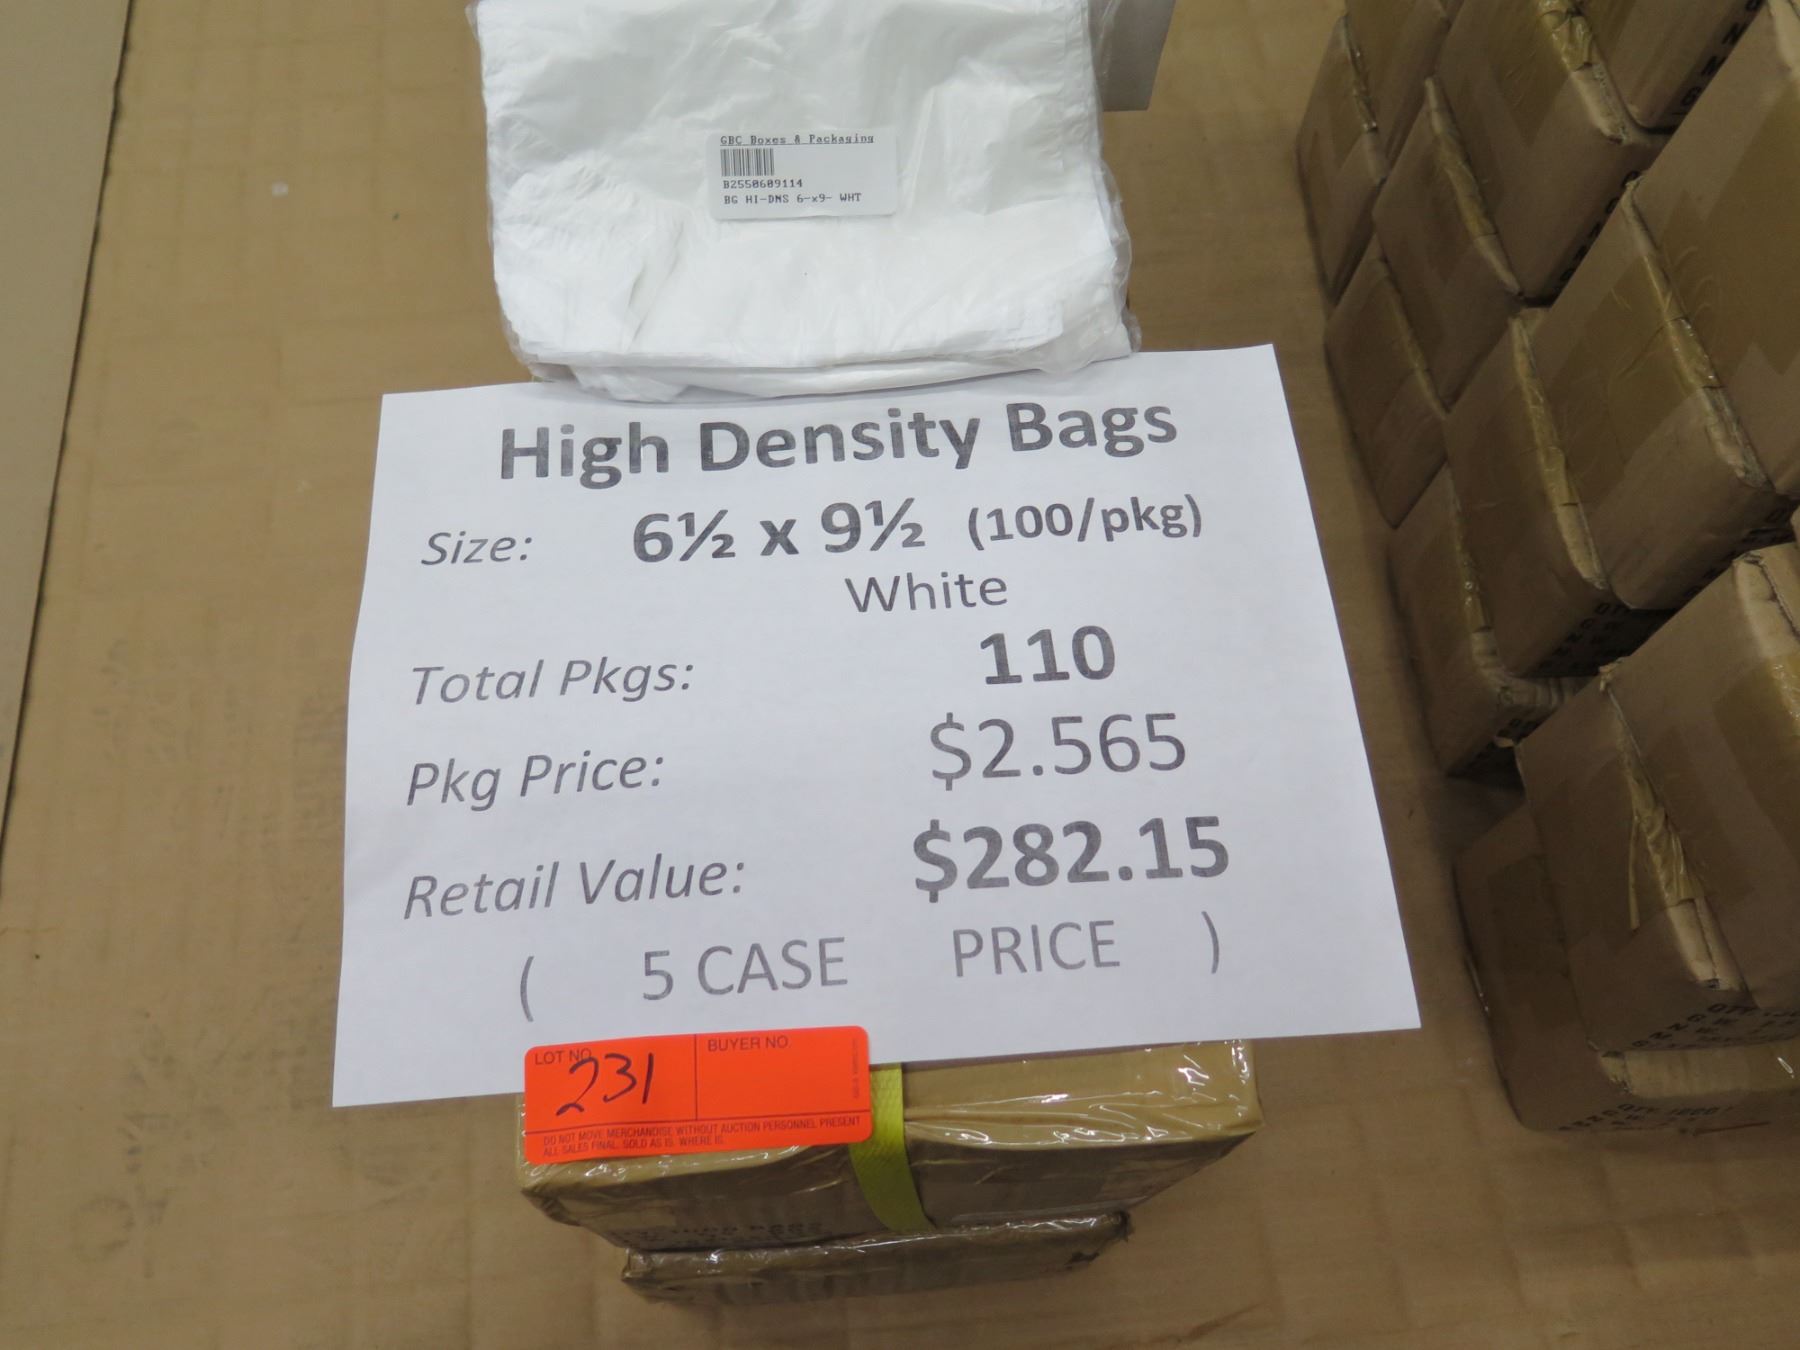 GBC Boxes & Packaging
B2550609114
BG HI-DNS 6-x9- WHT
High Density Bags
Size: 6½ x 9½ (100/pkg)
White
Total Pkgs: 110
Pkg Price: $2.565
Retail Value: $282.15
( 5 CASE PRICE )
LOT NO. 231 BUYER NO.
DO NOT MOVE MERCHANDISE WITHOUT AUCTION PERSONNEL PRESENT
ALL SALES FINAL. SOLD AS IS. WHERE IS.